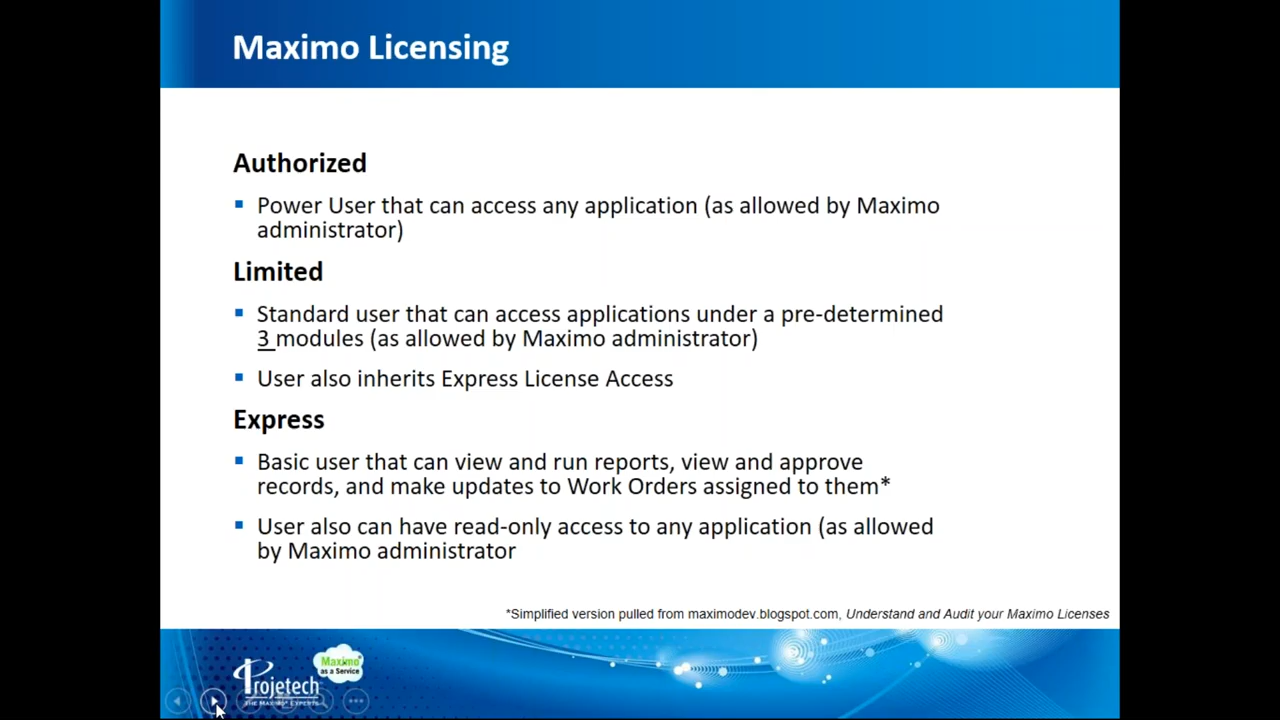 Maximo Licensing
Authorized
Power User that can access any application (as allowed by Maximo
administrator)
Limited
Standard user that can access applications under a pre-determined
3 modules (as allowed by Maximo administrator)
User also inherits Express License Access
Express
Basic user that can view and run reports, view and approve
records, and make updates to Work Orders assigned to them*
User also can have read-only access to any application (as allowed
by Maximo administrator
*Simplified version pulled from maximodev.blogspot.com, Understand and Audit your Maximo Licenses
Maximo
as a Service
Projetech
THE MAXIMO EXPERTS